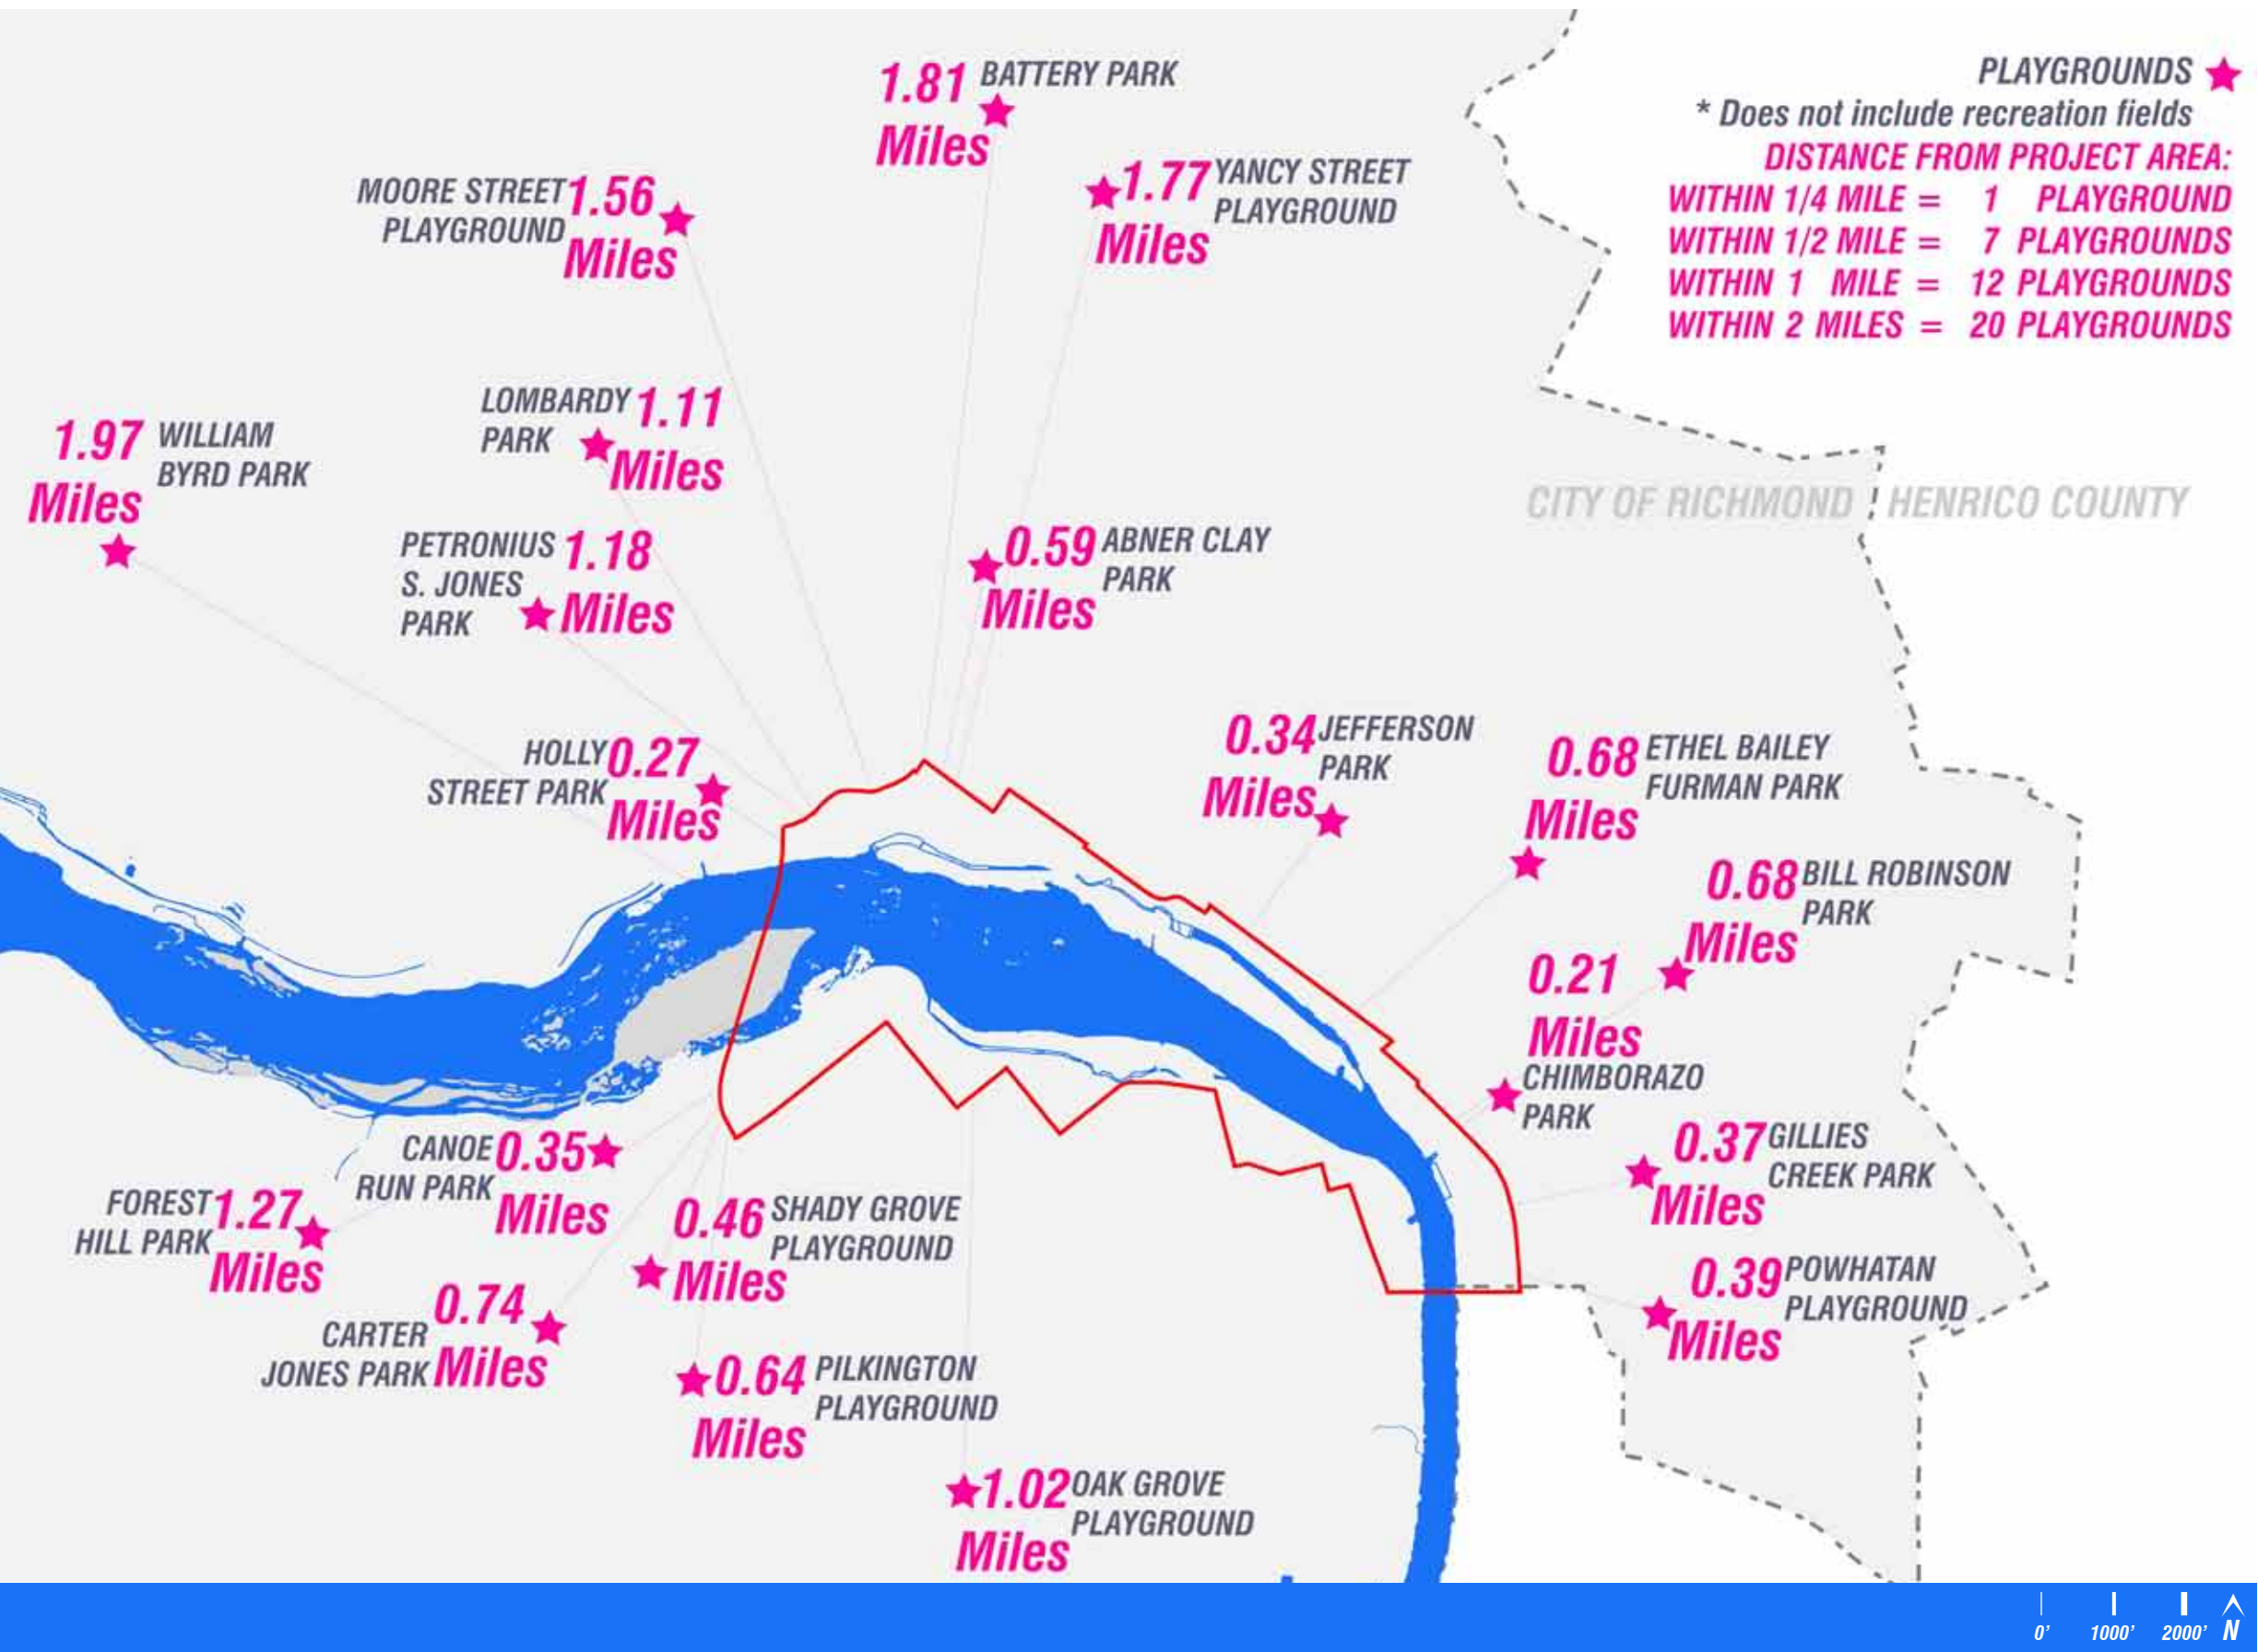 1.81 BATTERY PARK
Miles
PLAYGROUNDS
* Does not include recreation fields
DISTANCE FROM PROJECT AREA:
WITHIN 1/4 MILE = 1 PLAYGROUND
WITHIN 1/2 MILE = 7 PLAYGROUNDS
WITHIN 1 MILE = 12 PLAYGROUNDS
WITHIN 2 MILES = 20 PLAYGROUNDS
MOORE STREET
PLAYGROUND
1.56
Miles
1.77
Miles
YANCY STREET
PLAYGROUND
LOMBARDY
PARK
1.11
Miles
1.97
Miles
WILLIAM
BYRD PARK
CITY OF RICHMOND
HENRICO COUNTY
PETRONIUS
S. JONES
PARK
1.18
Miles
0.59
Miles
ABNER CLAY
PARK
HOLLY
STREET PARK
0.27
Miles
0.34
Miles
JEFFERSON
PARK
0.68
Miles
ETHEL BAILEY
FURMAN PARK
0.68
Miles
BILL ROBINSON
PARK
0.21
Miles
CHIMBORAZO
PARK
0.37
Miles
GILLIES
CREEK PARK
CANOE
RUN PARK
0.35
Miles
FOREST
HILL PARK
1.27
Miles
0.46
Miles
SHADY GROVE
PLAYGROUND
0.39
Miles
POWHATAN
PLAYGROUND
CARTER
JONES PARK
0.74
Miles
0.64
Miles
PILKINGTON
PLAYGROUND
1.02
Miles
OAK GROVE
PLAYGROUND
0' 1000' 2000' N